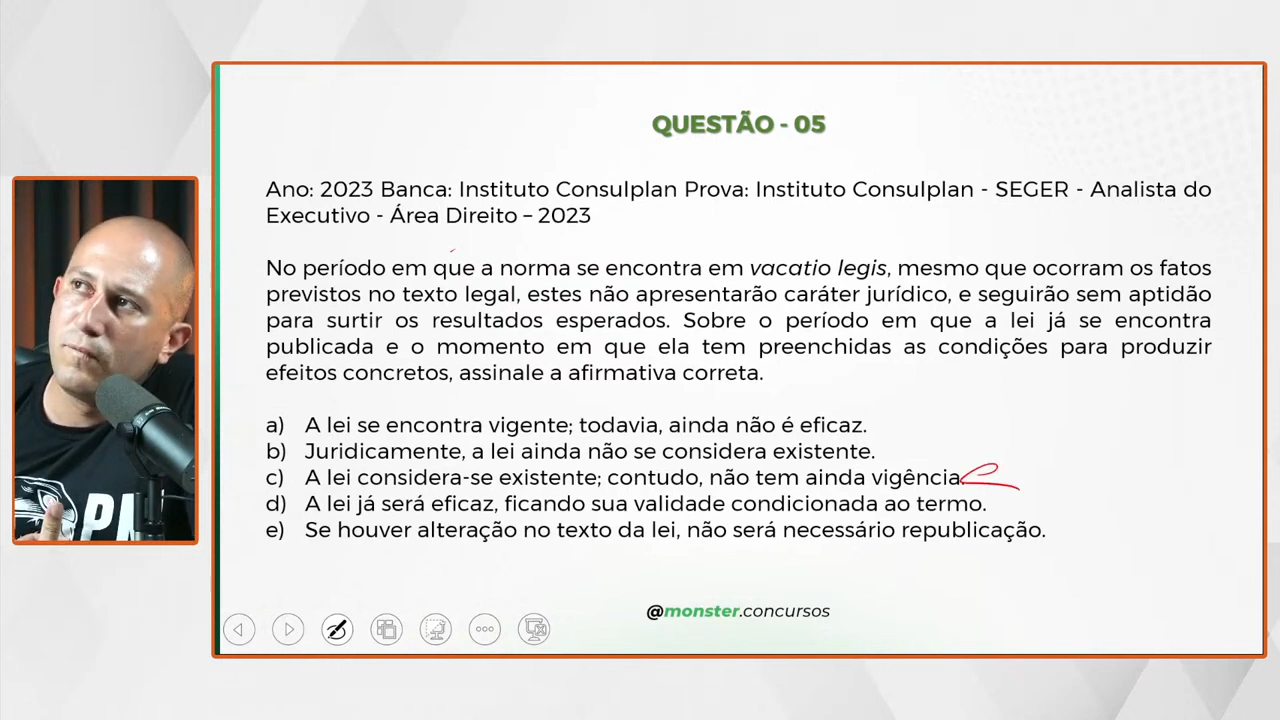 QUESTÃO - 05
Ano: 2023 Banca: Instituto Consulplan Prova: Instituto Consulplan - SEGER - Analista do
Executivo - Área Direito – 2023
No período em que a norma se encontra em vacatio legis, mesmo que ocorram os fatos
previstos no texto legal, estes não apresentarão caráter jurídico, e seguirão sem aptidão
para surtir os resultados esperados. Sobre o período em que a lei já se encontra
publicada e o momento em que ela tem preenchidas as condições para produzir
efeitos concretos, assinale a afirmativa correta.
a) A lei se encontra vigente; todavia, ainda não é eficaz.
b) Juridicamente, a lei ainda não se considera existente.
c) A lei considera-se existente; contudo, não tem ainda vigência.
d) A lei já será eficaz, ficando sua validade condicionada ao termo.
e) Se houver alteração no texto da lei, não será necessário republicação.
@monster.concursos